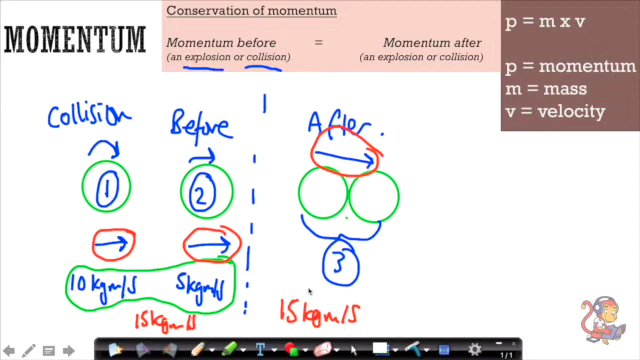 MOMENTUM
Conservation of momentum
Momentum before = Momentum after
(an explosion or collision) (an explosion or collision)
p = m x v
p = momentum
m = mass
v = velocity
Collision Before After.
1 2
3
10 kgm/s 5kgm/s
15kgm/s
15kgm/s
1/1